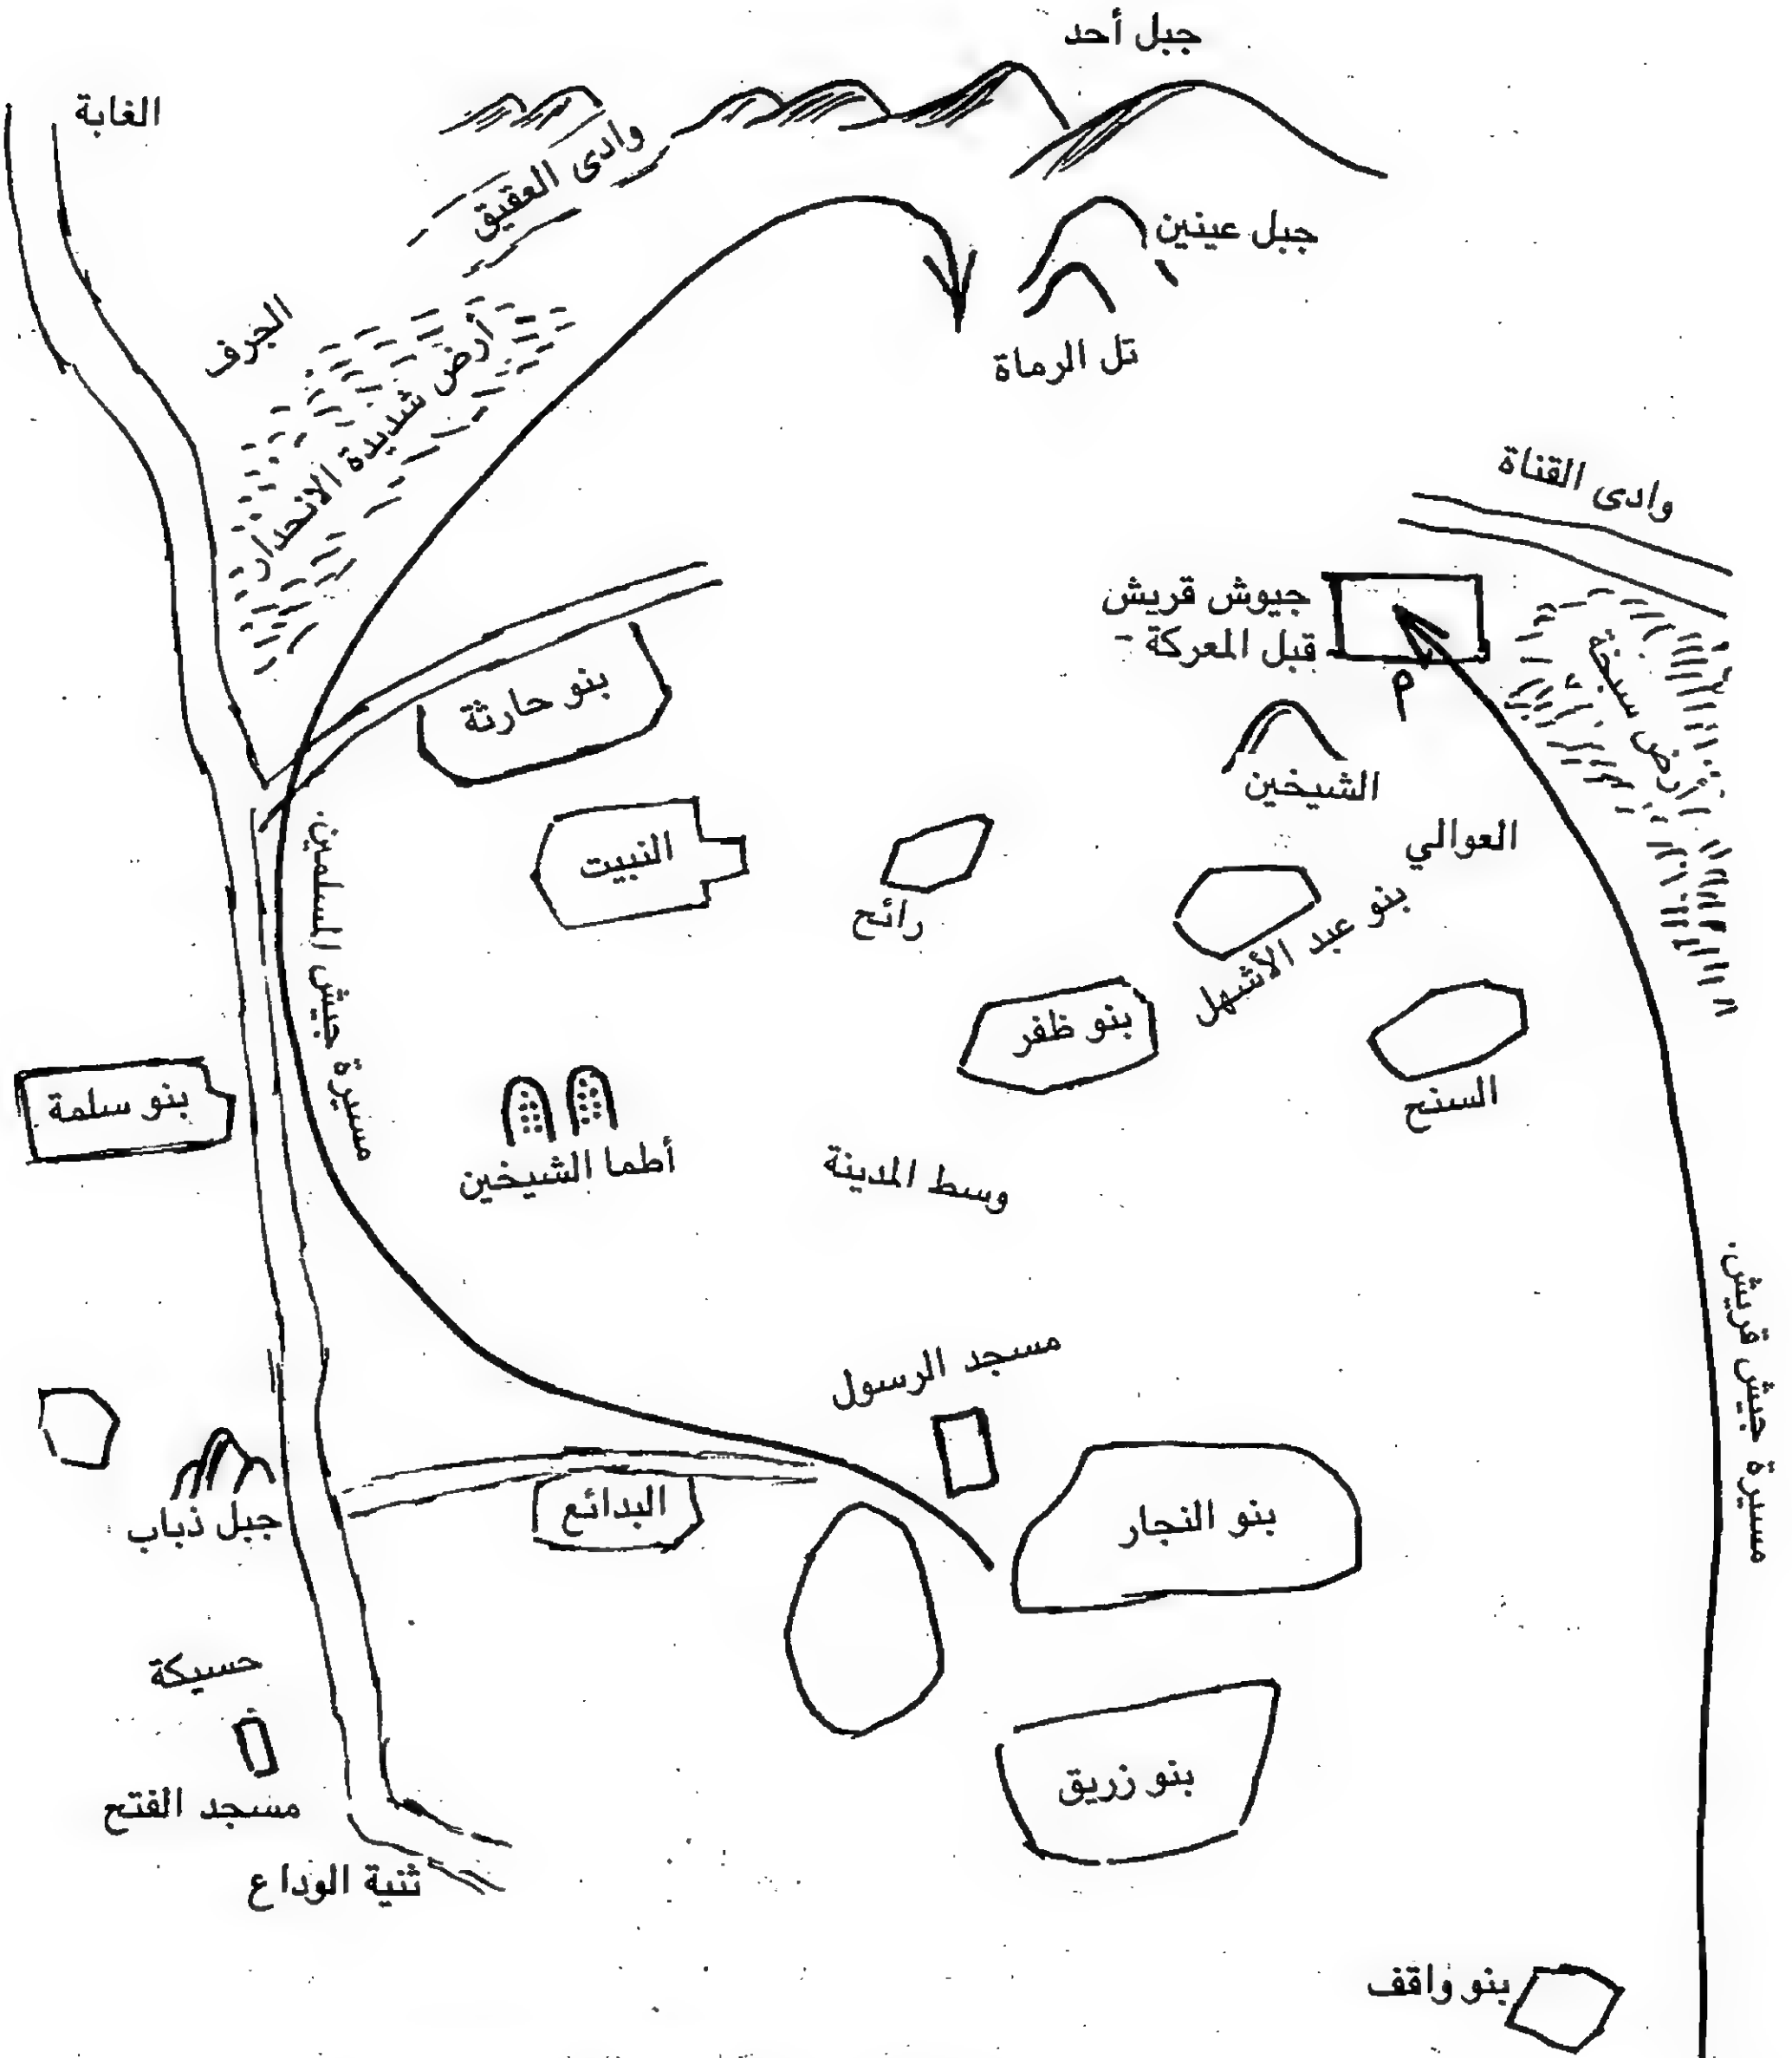 جبل أحد
الغابة
وادى العقيق
جبل عينين
الجرف
أرض شديدة الانحدار
تل الرماة
وادى القناة
جيوش قريش
قبل المعركة
م
أرض سبخة
بنو حارثة
الشيخين
العوالي
النبيت
رائح
بنو عبد الأشهل
مسيرة جيش المسلمين.
بنو ظفر
السنح
بنو سلمة
أطما الشيخين
وسط المدينة
مسيرة جيش قريش.
مسجد الرسول
البدائع
بنو النجار
جبل ذباب
حسيكة
مسجد الفتح
بنو زريق
ثنية الوداع
بنو واقف